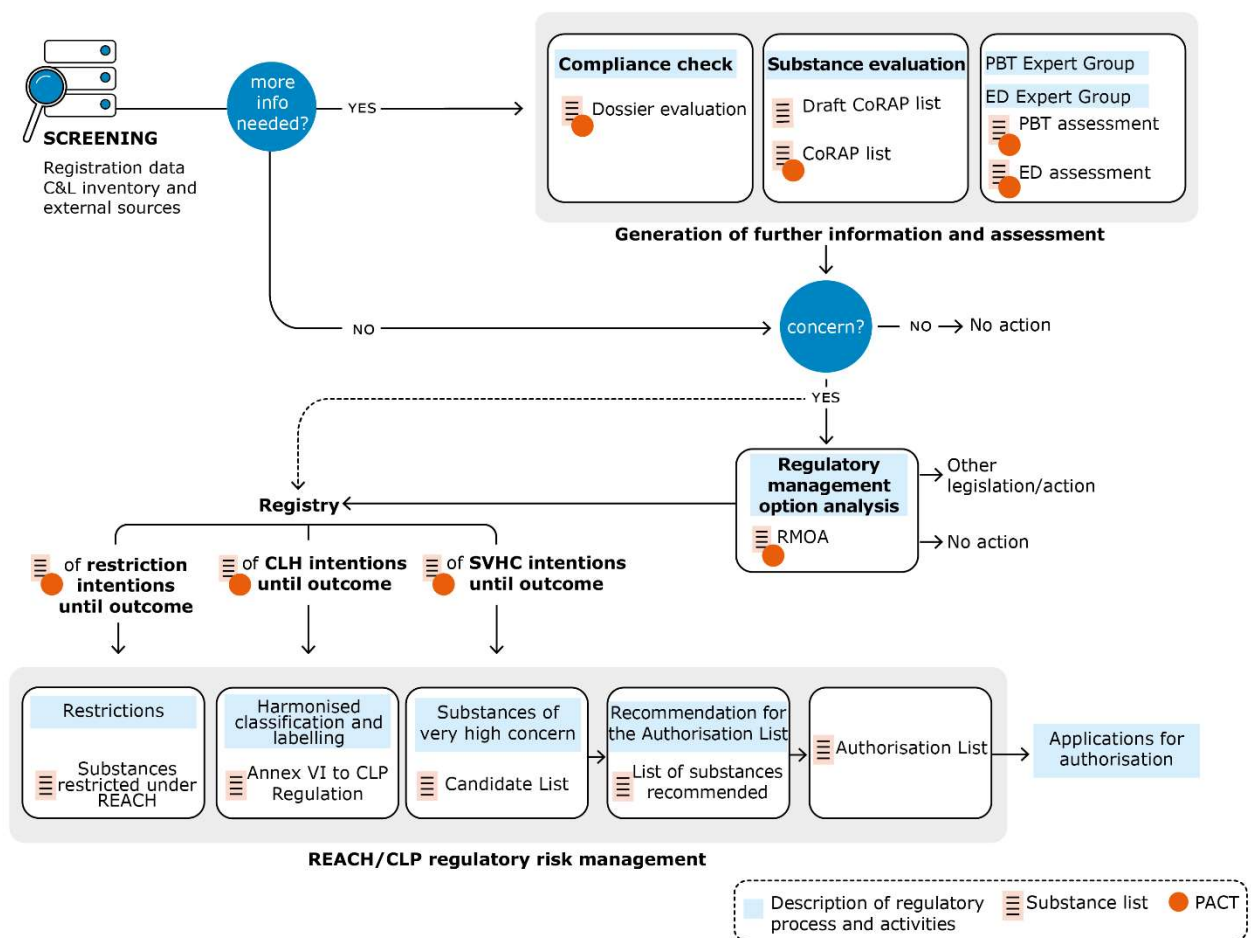 SCREENING
Registration data
C&L inventory and
external sources
more
info
needed?
YES
NO
Compliance check
Dossier evaluation
Substance evaluation
Draft CoRAP list
CoRAP list
PBT Expert Group
ED Expert Group
PBT assessment
ED assessment
Generation of further information and assessment
concern?
NO
No action
YES
Regulatory
management
option analysis
RMOA
Other
legislation/action
No action
Registry
of restriction
intentions
until outcome
of CLH intentions
until outcome
of SVHC intentions
until outcome
Restrictions
Substances
restricted under
REACH
Harmonised
classification and
labelling
Annex VI to CLP
Regulation
Substances of
very high concern
Candidate List
Recommendation for
the Authorisation List
List of substances
recommended
Authorisation List
Applications for
authorisation
REACH/CLP regulatory risk management
Description of regulatory
process and activities
Substance list
PACT